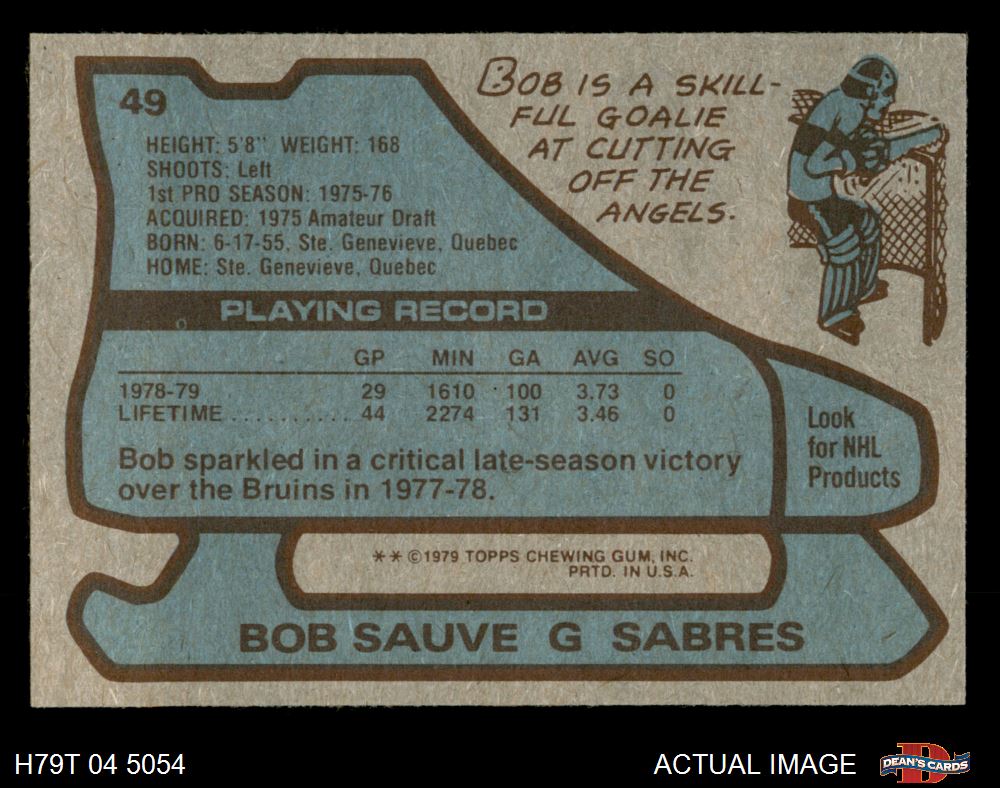 49
BOB IS A SKILL-
FUL GOALIE
AT CUTTING
OFF THE
ANGELS.
HEIGHT: 5'8" WEIGHT: 168
SHOOTS: Left
1st PRO SEASON: 1975-76
ACQUIRED: 1975 Amateur Draft
BORN: 6-17-55, Ste. Genevieve, Quebec
HOME: Ste. Genevieve, Quebec
PLAYING RECORD
GP MIN GA AVG SO
1978-79 29 1610 100 3.73 0
LIFETIME........... 44 2274 131 3.46 0
Bob sparkled in a critical late-season victory
over the Bruins in 1977-78.
Look
for NHL
Products
** ©1979 TOPPS CHEWING GUM, INC.
PRTD. IN U.S.A.
BOB SAUVE G SABRES
H79T 04 5054
ACTUAL IMAGE
D
DEAN'S CARDS